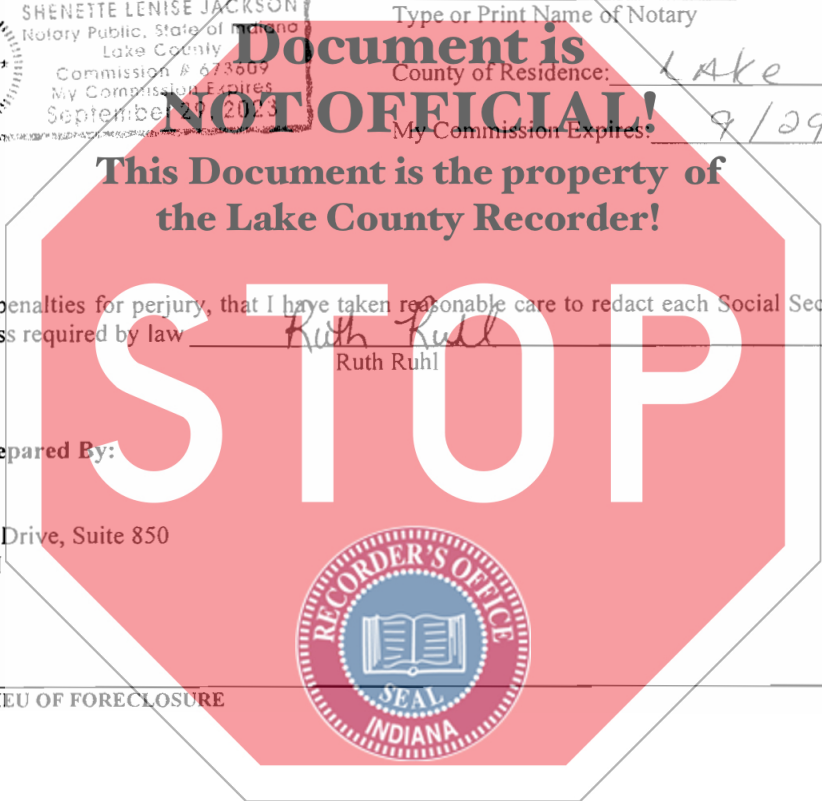 SHENETTE LENISE JACKSON
Notary Public, State of Indiana
Lake County
Commission # 673609
My Commission Expires
September 29, 2023
Type or Print Name of Notary
County of Residence: LAke
My Commission Expires: 9/29
Document is
NOT OFFICIAL!
This Document is the property of
the Lake County Recorder!
STOP
penalties for perjury, that I have taken reasonable care to redact each Social Sec
ss required by law Ruth Ruhl
Ruth Ruhl
epared By:
Drive, Suite 850
RECORDER'S OFFICE
SEAL
INDIANA
IEU OF FORECLOSURE